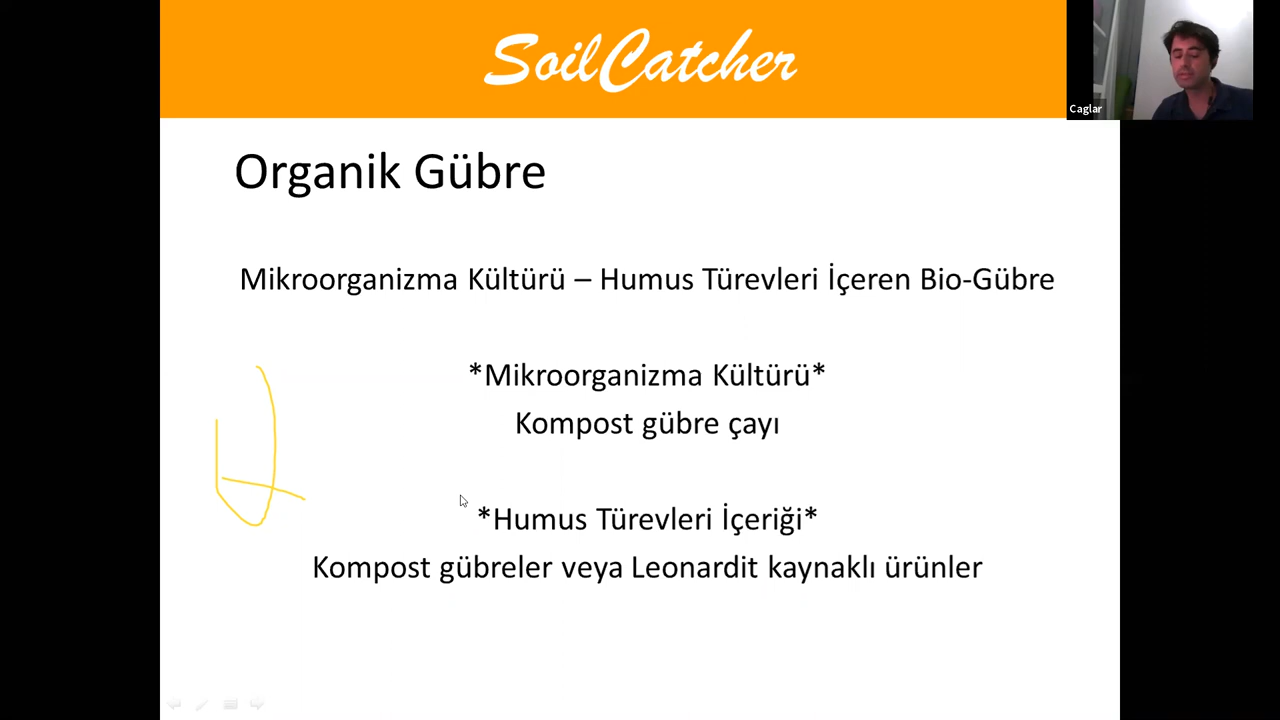 SoilCatcher
Caglar
Organik Gübre
Mikroorganizma Kültürü – Humus Türevleri İçeren Bio-Gübre
*Mikroorganizma Kültürü*
Kompost gübre çayı
*Humus Türevleri İçeriği*
Kompost gübreler veya Leonardit kaynaklı ürünler